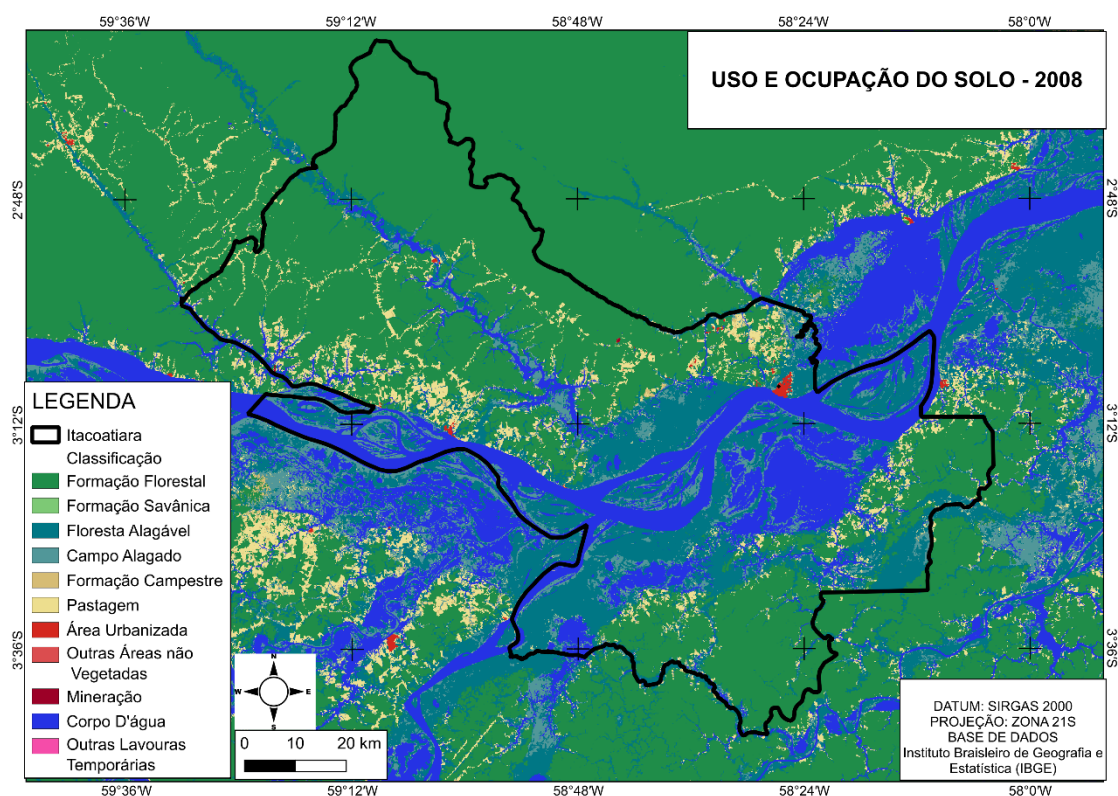 59°36'W 59°12'W 58°48'W 58°24'W 58°0'W
USO E OCUPAÇÃO DO SOLO - 2008
2°48'S 2°48'S
3°12'S 3°12'S
3°36'S 3°36'S
LEGENDA
Itacoatiara
Classificação
Formação Florestal
Formação Savânica
Floresta Alagável
Campo Alagado
Formação Campestre
Pastagem
Área Urbanizada
Outras Áreas não
Vegetadas
Mineração
Corpo D'água
Outras Lavouras
Temporárias
N
W E
S
0 10 20 km
DATUM: SIRGAS 2000
PROJEÇÃO: ZONA 21S
BASE DE DADOS
Instituto Braisleiro de Geografia e
Estatística (IBGE)
59°36'W 59°12'W 58°48'W 58°24'W 58°0'W